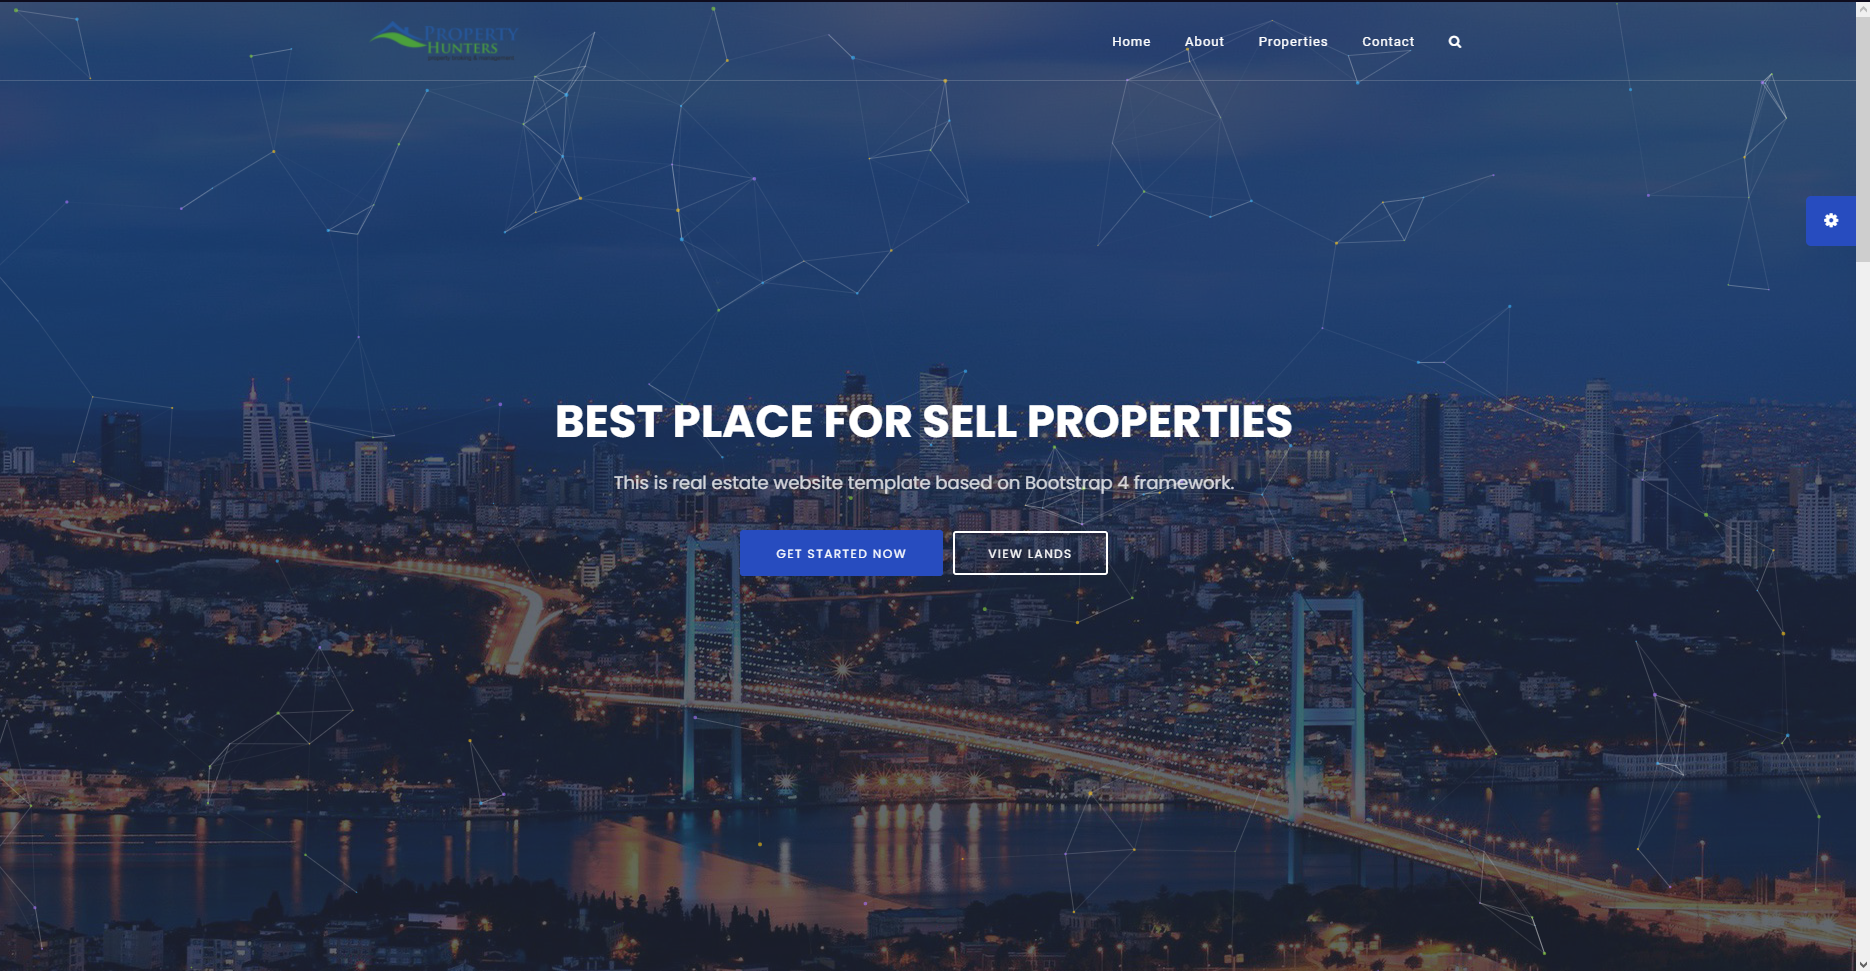 PROPERTY
HUNTERS
Home About Properties Contact
BEST PLACE FOR SELL PROPERTIES
This is real estate website template based on Bootstrap 4 framework.
GET STARTED NOW VIEW LANDS